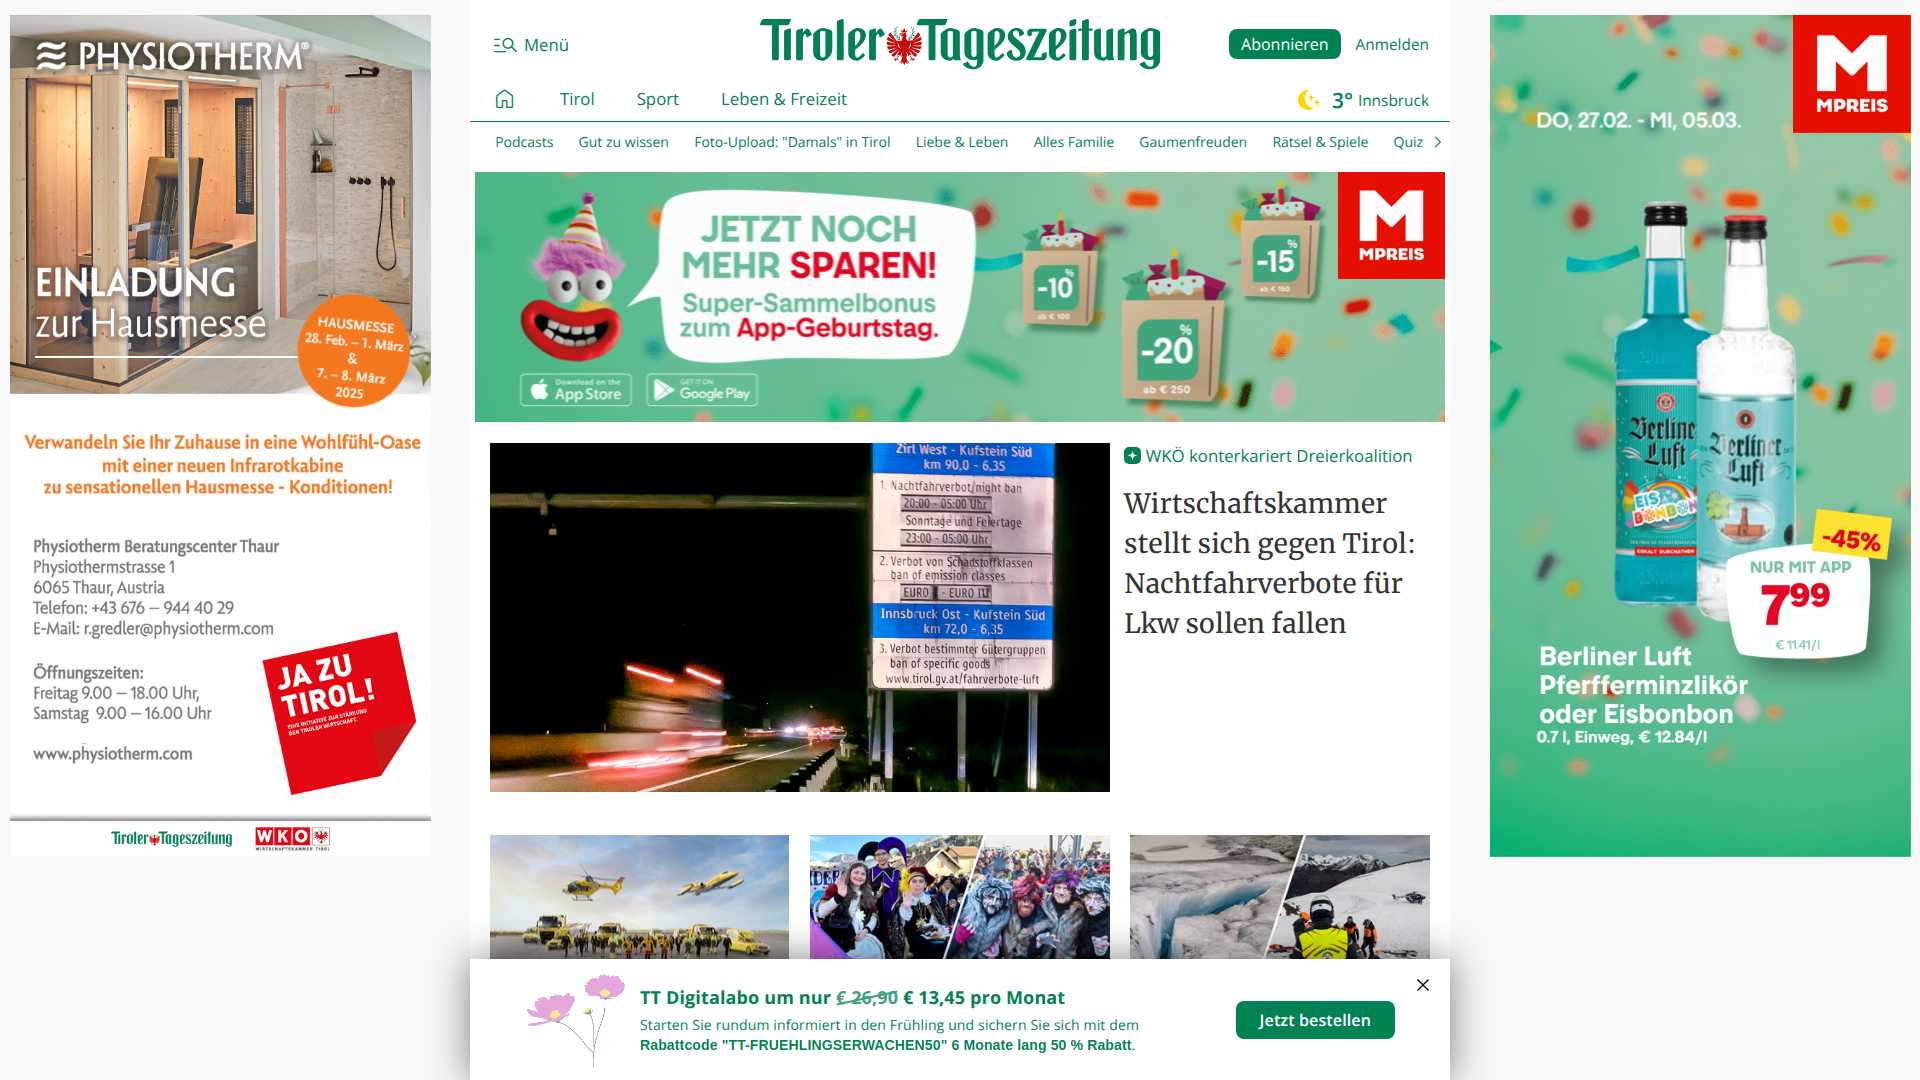 PHYSIOTHERM®
EINLADUNG
zur Hausmesse
HAUSMESSE
28. Feb. – 1. März
&
7. – 8. März
2025
Verwandeln Sie Ihr Zuhause in eine Wohlfühl-Oase
mit einer neuen Infrarotkabine
zu sensationellen Hausmesse - Konditionen!
Physiotherm Beratungscenter Thaur
Physiothermstrasse 1
6065 Thaur, Austria
Telefon: +43 676 – 944 40 29
E-Mail: r.gredler@physiotherm.com
Öffnungszeiten:
Freitag 9.00 – 18.00 Uhr,
Samstag 9.00 – 16.00 Uhr
www.physiotherm.com
JA ZU
TIROL!
EINE INITIATIVE ZUR STÄRKUNG
DER TIROLER WIRTSCHAFT.
Tiroler Tageszeitung
WKO
WIRTSCHAFTSKAMMER TIROL
Menü
Tiroler Tageszeitung
Abonnieren
Anmelden
Tirol
Sport
Leben & Freizeit
3° Innsbruck
Podcasts
Gut zu wissen
Foto-Upload: "Damals" in Tirol
Liebe & Leben
Alles Familie
Gaumenfreuden
Rätsel & Spiele
Quiz
JETZT NOCH
MEHR SPAREN!
Super-Sammelbonus
zum App-Geburtstag.
Download on the
App Store
GET IT ON
Google Play
-10%
ab € 100
-20%
ab € 250
-15%
ab € 150
M
MPREIS
Zirl West - Kufstein Süd
km 90,0 - 6,35
1. Nachtfahrverbot/night ban
20:00 - 05:00 Uhr
Sonntage und Feiertage
23:00 - 05:00 Uhr
2. Verbot von Schadstoffklassen
ban of emission classes
EURO - EURO IV
Innsbruck Ost - Kufstein Süd
km 72,0 - 6,35
3. Verbot bestimmter Gütergruppen
ban of specific goods
www.tirol.gv.at/fahrverbote-luft
WKÖ konterkariert Dreierkoalition
Wirtschaftskammer
stellt sich gegen Tirol:
Nachtfahrverbote für
Lkw sollen fallen
TT Digitalabo um nur € 26,90 € 13,45 pro Monat
Starten Sie rundum informiert in den Frühling und sichern Sie sich mit dem
Rabattcode "TT-FRUEHLINGSERWACHEN50" 6 Monate lang 50 % Rabatt.
Jetzt bestellen
M
MPREIS
DO, 27.02. - MI, 05.03.
Berliner
Luft
EIS
BONBON
Berliner
Luft
-45%
NUR MIT APP
7⁹⁹
€ 11.41/l
Berliner Luft
Pferfferminzlikör
oder Eisbonbon
0.7 l, Einweg, € 12.84/l